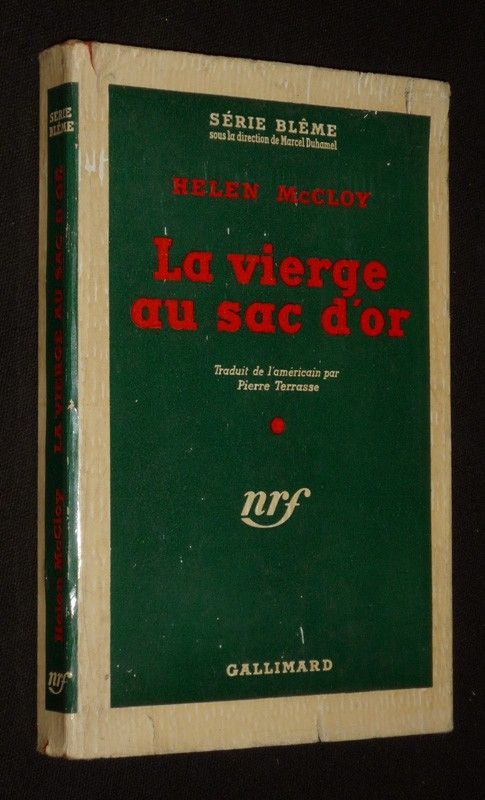 SÉRIE
BLÊME
LA VIERGE AU SAC D'OR
Helen McCloy
nrf
SÉRIE BLÊME
sous la direction de Marcel Duhamel
HELEN McCLOY
La vierge
au sac d'or
Traduit de l'américain par
Pierre Terrasse
nrf
GALLIMARD